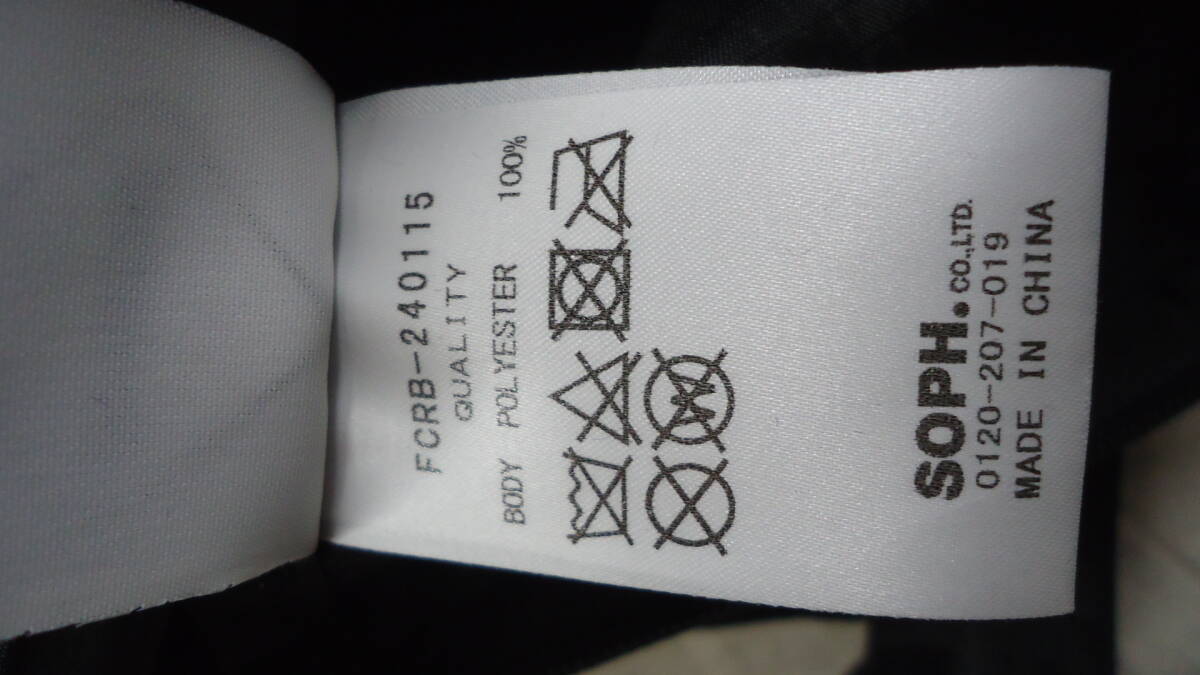 FCRB-240115
QUALITY
BODY POLYESTER 100%
W
SOPH. CO.,LTD.
0120-207-019
MADE IN CHINA